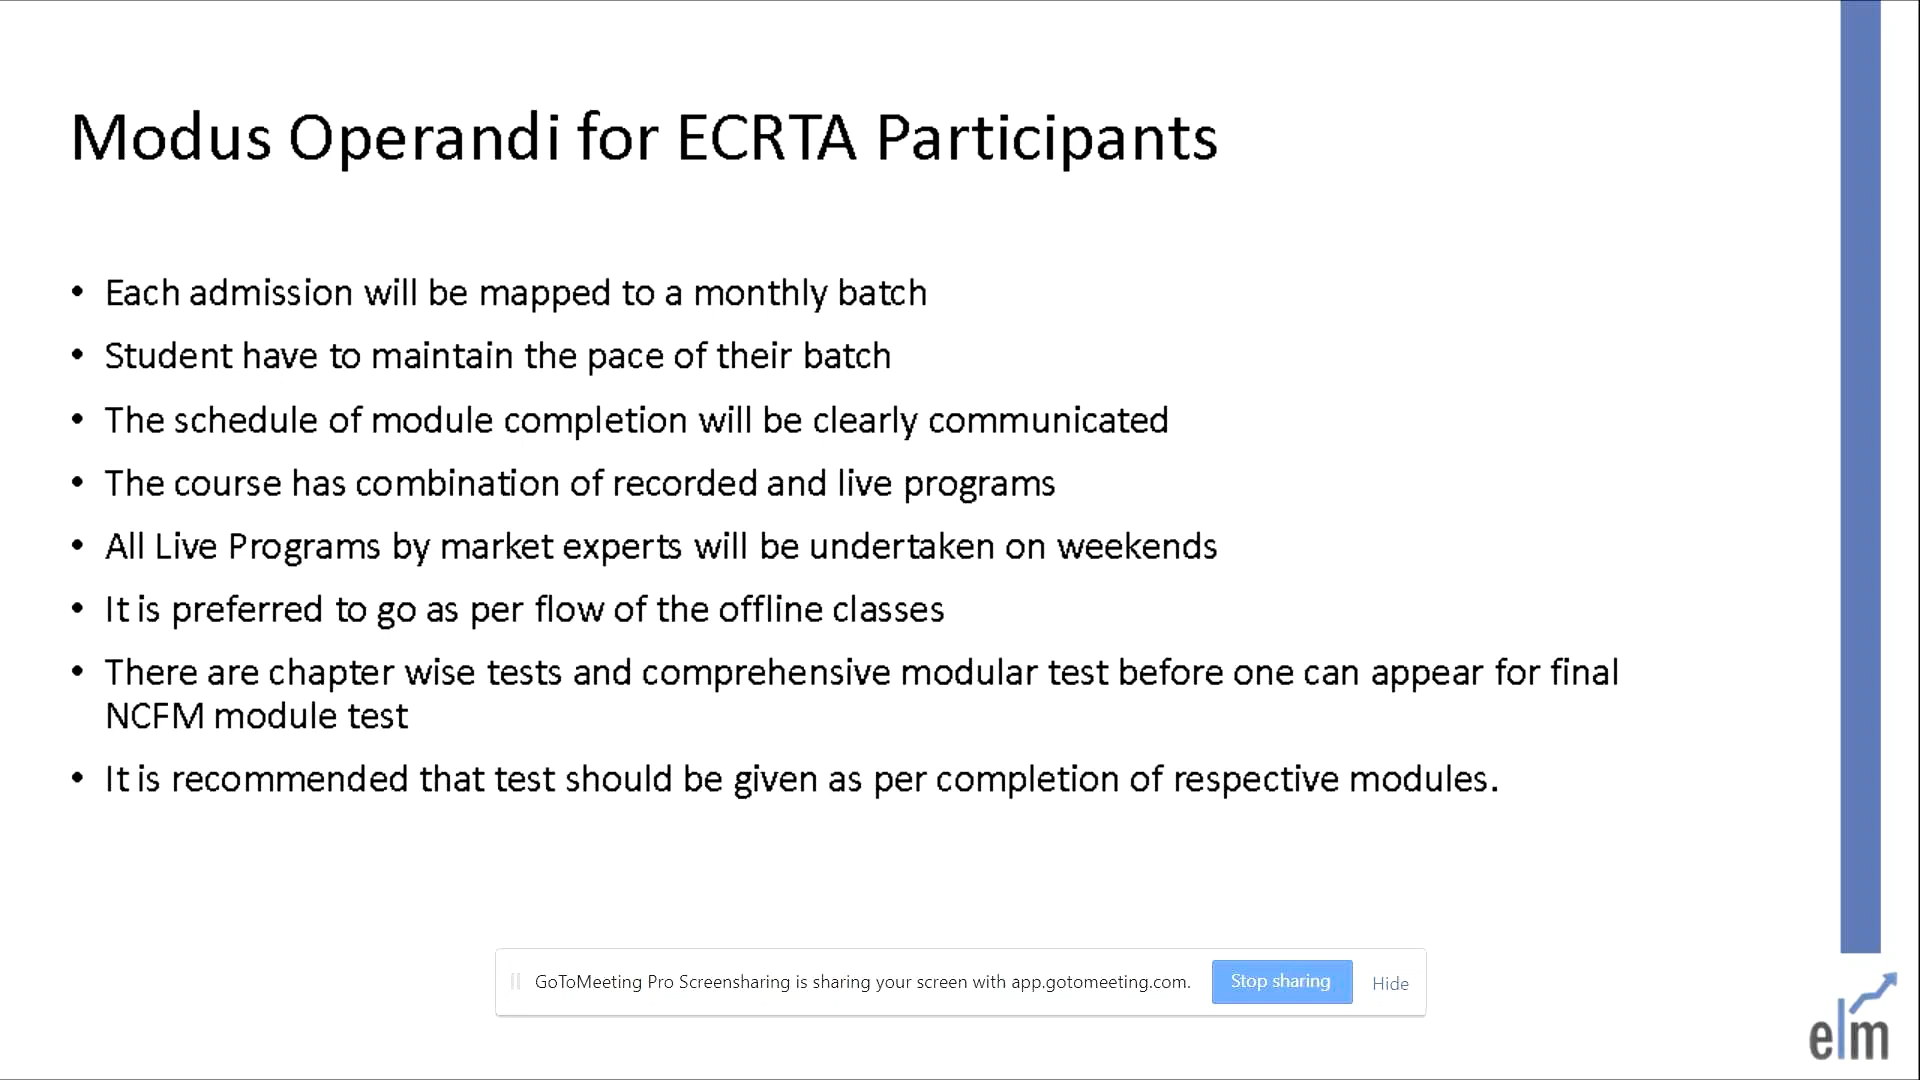 Modus Operandi for ECRTA Participants
• Each admission will be mapped to a monthly batch
• Student have to maintain the pace of their batch
• The schedule of module completion will be clearly communicated
• The course has combination of recorded and live programs
• All Live Programs by market experts will be undertaken on weekends
• It is preferred to go as per flow of the offline classes
• There are chapter wise tests and comprehensive modular test before one can appear for final
NCFM module test
• It is recommended that test should be given as per completion of respective modules.
GoToMeeting Pro Screensharing is sharing your screen with app.gotomeeting.com. Stop sharing Hide
elm